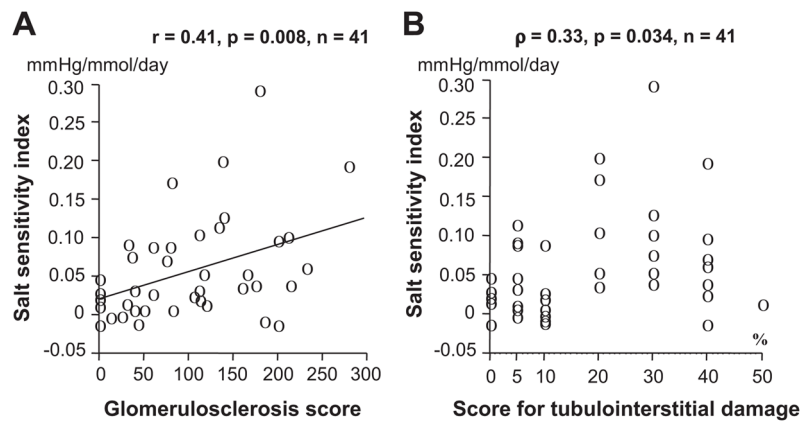 A
r = 0.41, p = 0.008, n = 41
mmHg/mmol/day
Salt sensitivity index
0.30
0.25
0.20
0.15
0.10
0.05
0
-0.05
0 50 100 150 200 250 300
Glomerulosclerosis score
B
ρ = 0.33, p = 0.034, n = 41
mmHg/mmol/day
Salt sensitivity index
0.30
0.25
0.20
0.15
0.10
0.05
0
-0.05
%
0 5 10 20 30 40 50
Score for tubulointerstitial damage